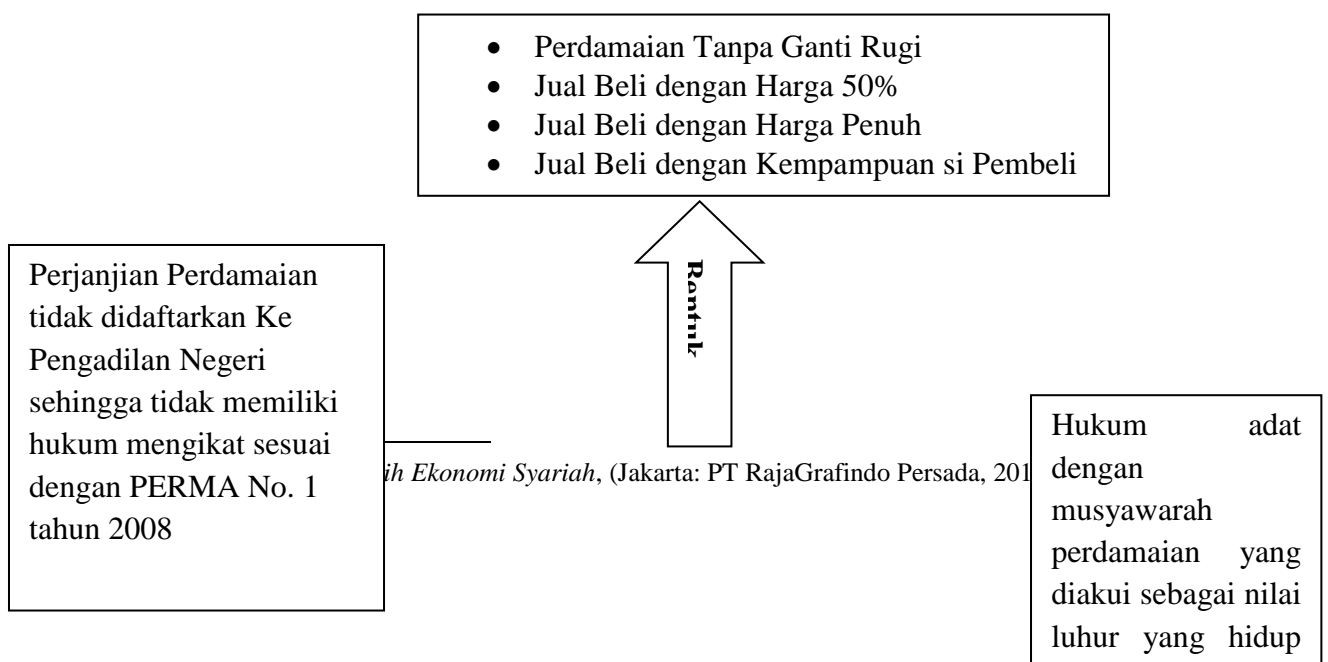 • Perdamaian Tanpa Ganti Rugi
• Jual Beli dengan Harga 50%
• Jual Beli dengan Harga Penuh
• Jual Beli dengan Kempampuan si Pembeli
Bentuk
Perjanjian Perdamaian
tidak didaftarkan Ke
Pengadilan Negeri
sehingga tidak memiliki
hukum mengikat sesuai
dengan PERMA No. 1
tahun 2008
Ekonomi Syariah, (Jakarta: PT RajaGrafindo Persada,
Hukum adat
dengan
musyawarah
perdamaian yang
diakui sebagai nilai
luhur yang hidup